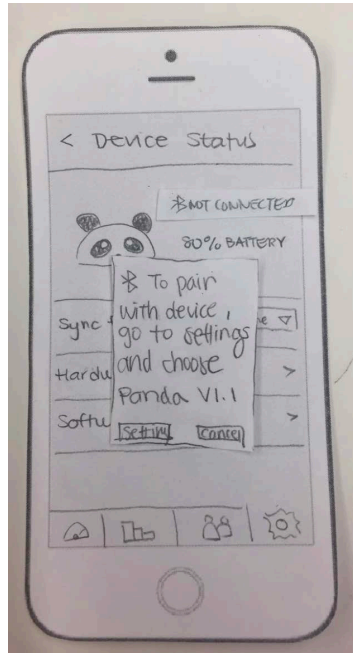 < Device Status
NOT CONNECTED
80% BATTERY
To pair
with device,
go to settings
and choose
Panda V1.1
Setting Cancel
Sync
Hardw
Softw